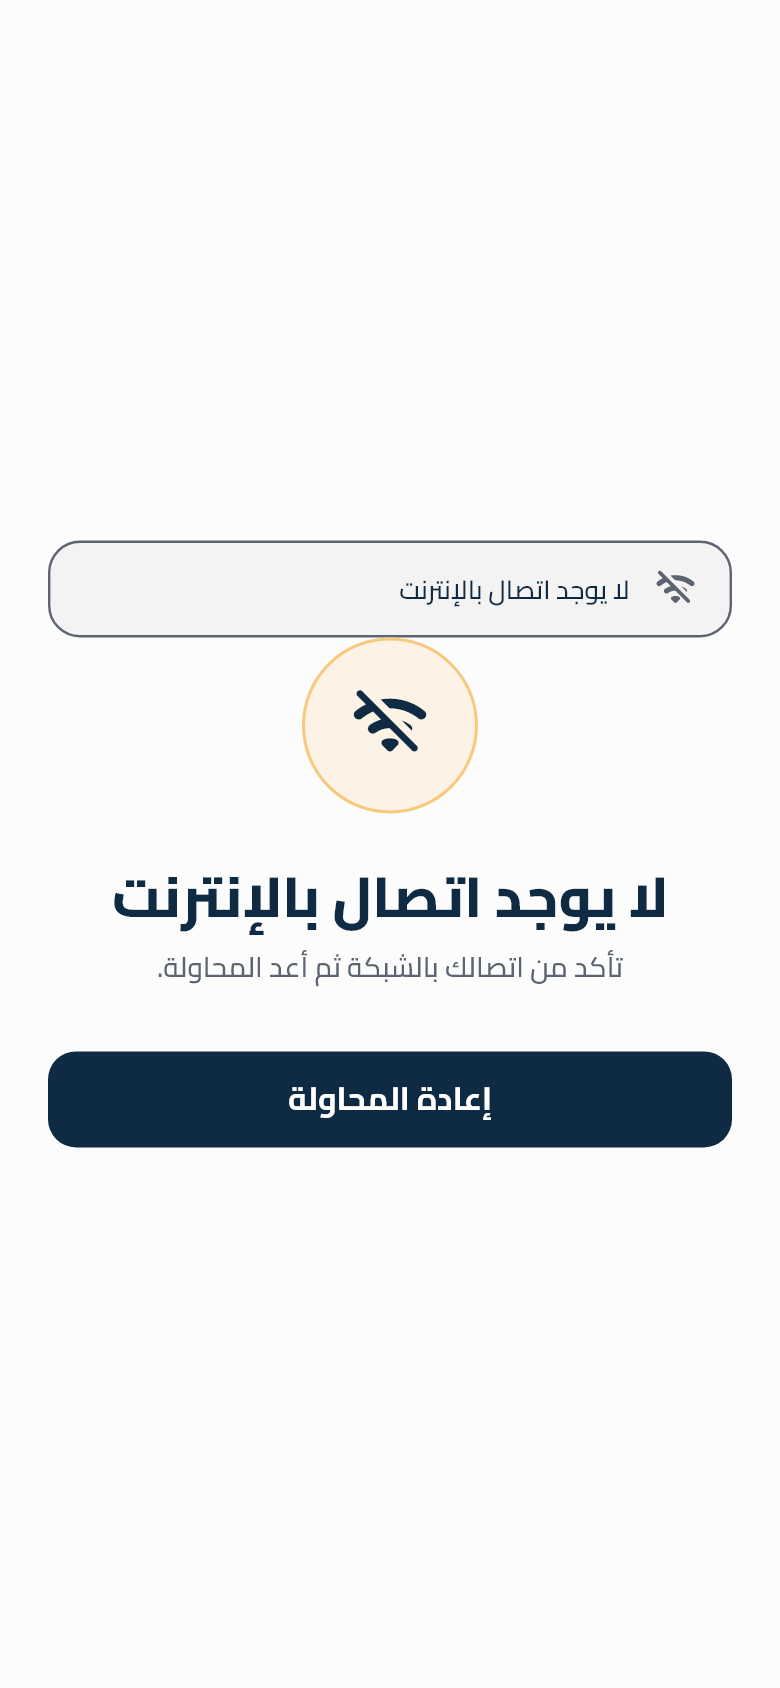 لا يوجد اتصال بالإنترنت
لا يوجد اتصال بالإنترنت
تأكد من اتصالك بالشبكة ثم أعد المحاولة.
إعادة المحاولة